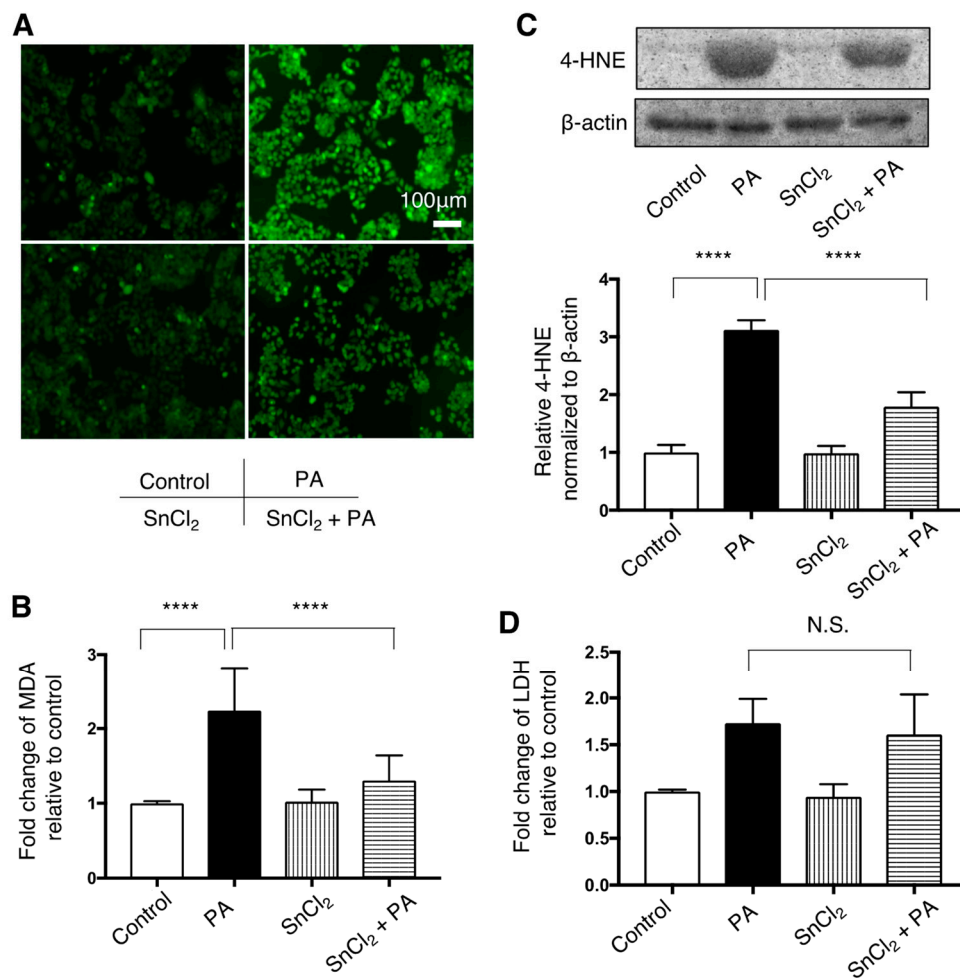 A
100μm
Control
PA
SnCl₂
SnCl₂ + PA
B
****
****
Fold change of MDA
relative to control
3
2
1
0
Control
PA
SnCl₂
SnCl₂ + PA
C
4-HNE
β-actin
Control
PA
SnCl₂
SnCl₂ + PA
****
****
Relative 4-HNE
normalized to β-actin
4
3
2
1
0
Control
PA
SnCl₂
SnCl₂ + PA
D
N.S.
Fold change of LDH
relative to control
2.5
2.0
1.5
1.0
0.5
0.0
Control
PA
SnCl₂
SnCl₂ + PA